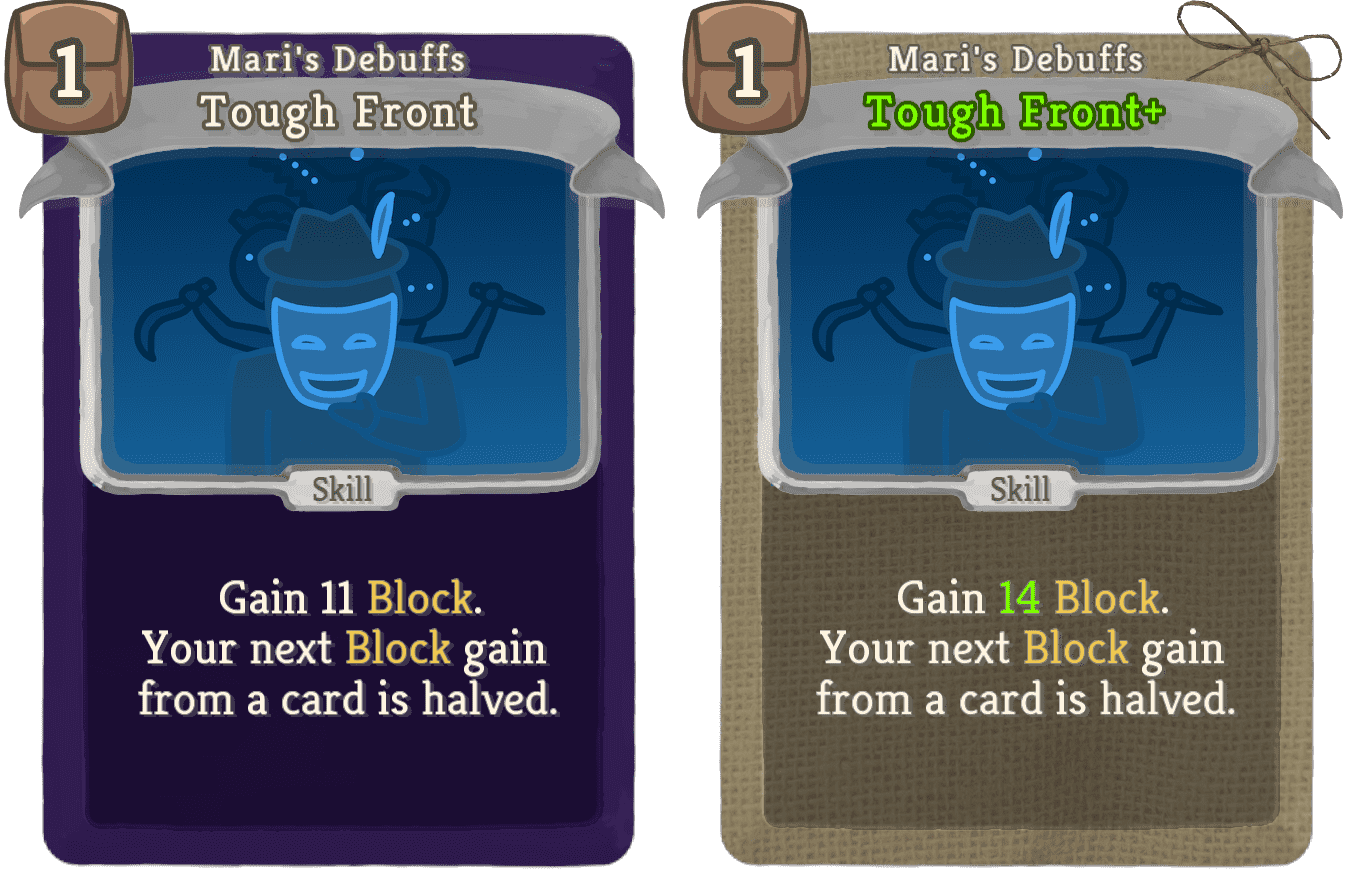 1
Mari's Debuffs
Tough Front
Skill
Gain 11 Block.
Your next Block gain
from a card is halved.
1
Mari's Debuffs
Tough Front+
Skill
Gain 14 Block.
Your next Block gain
from a card is halved.